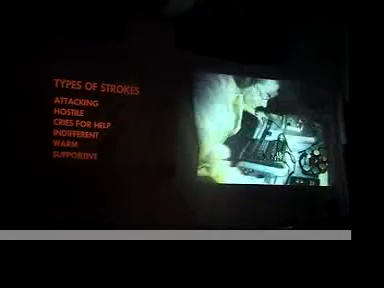 TYPES OF STROKES
ATTACKING
HOSTILE
CRIES FOR HELP
INDIFFERENT
WARM
SUPPORTIVE